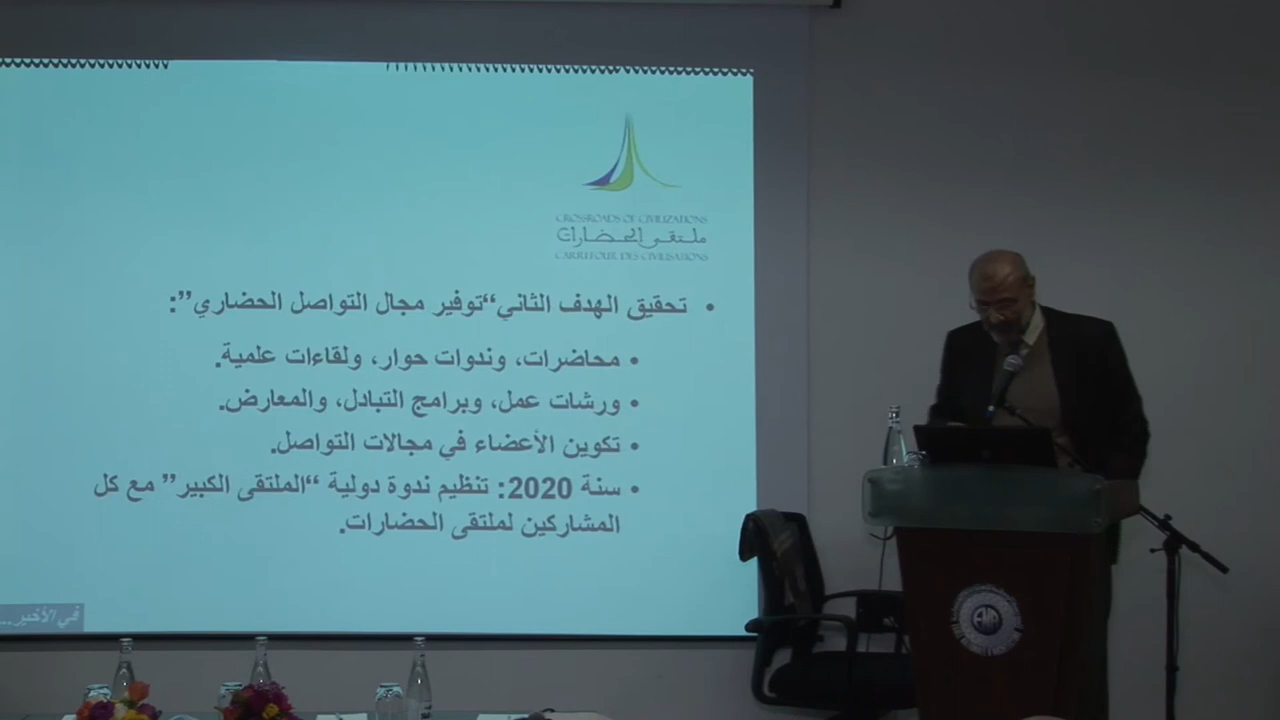 CROSSROADS OF CIVILIZATIONS
ملتقى الحضارات
CARREFOUR DES CIVILISATIONS
• تحقيق الهدف الثاني“توفير مجال التواصل الحضاري”:
• محاضرات، وندوات حوار، ولقاءات علمية.
• ورشات عمل، وبرامج التبادل، والمعارض.
• تكوين الأعضاء في مجالات التواصل.
• سنة 2020: تنظيم ندوة دولية “الملتقى الكبير” مع كل
المشاركين لملتقى الحضارات.
في الأخير...